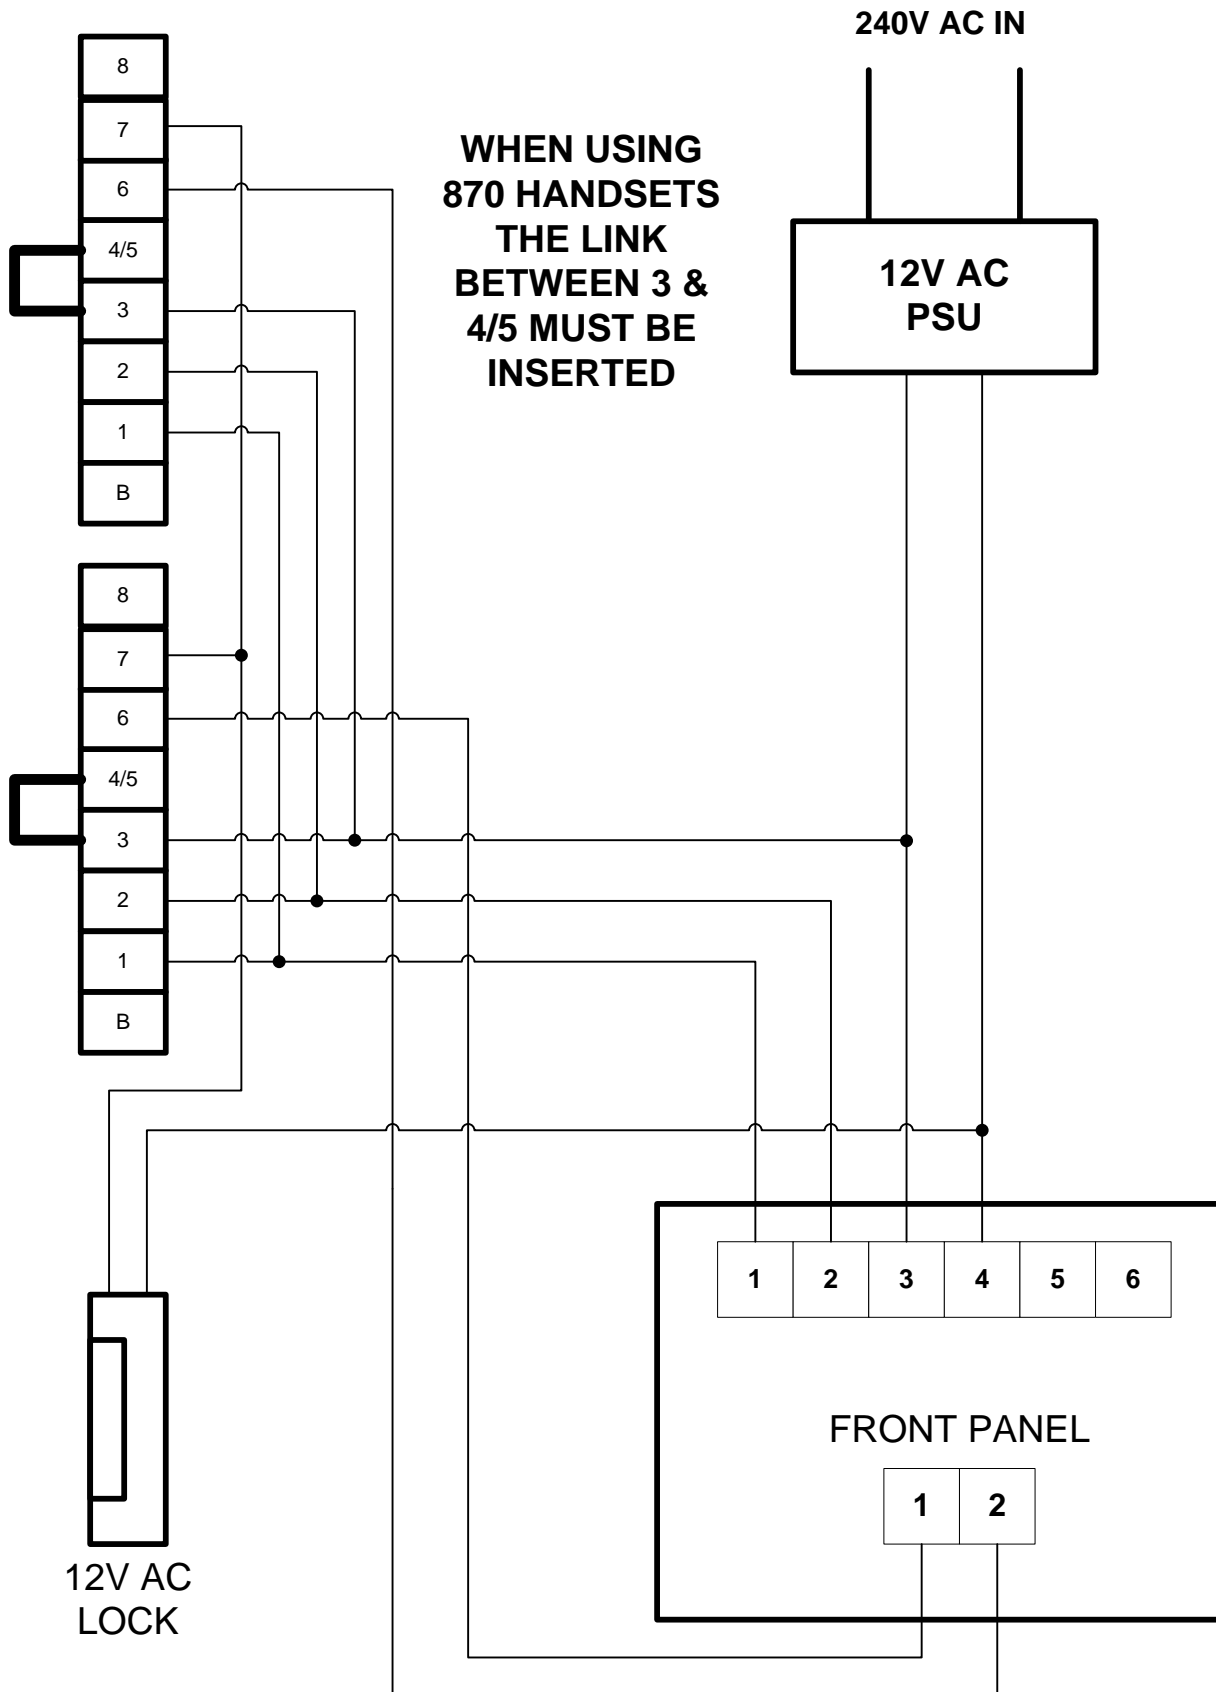 240V AC IN
8
7
6
4/5
3
2
1
B
WHEN USING
870 HANDSETS
THE LINK
BETWEEN 3 &
4/5 MUST BE
INSERTED
12V AC
PSU
8
7
6
4/5
3
2
1
B
1 2 3 4 5 6
FRONT PANEL
1 2
12V AC
LOCK